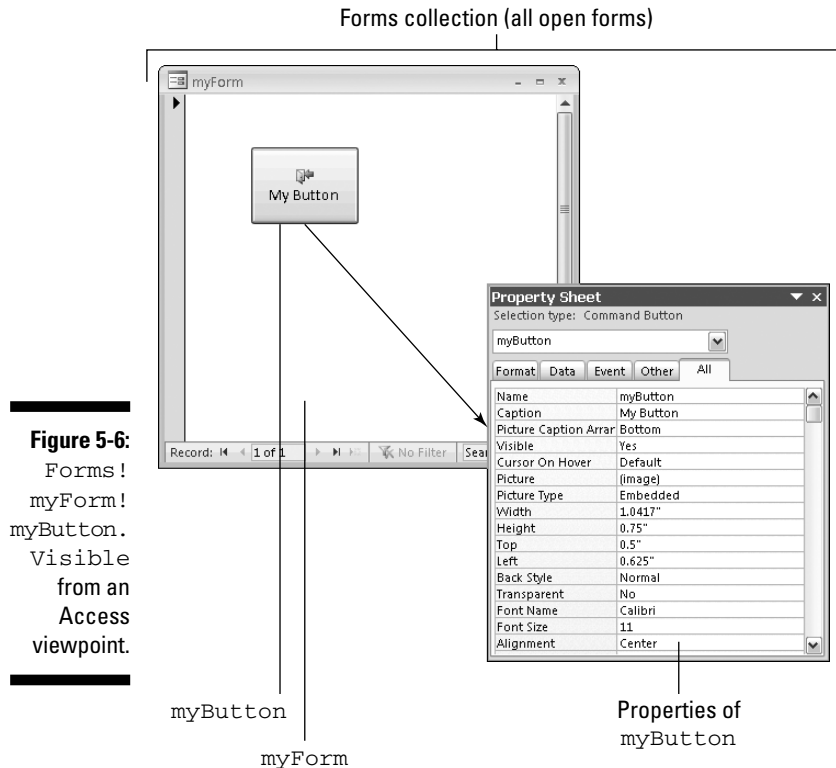 Forms collection (all open forms)
myForm
My Button
Record: 1 of 1 No Filter
Property Sheet
Selection type: Command Button
myButton
Format Data Event Other All
Name myButton
Caption My Button
Picture Caption Arrar Bottom
Visible Yes
Cursor On Hover Default
Picture (image)
Picture Type Embedded
Width 1.0417"
Height 0.75"
Top 0.5"
Left 0.625"
Back Style Normal
Transparent No
Font Name Calibri
Font Size 11
Alignment Center
Figure 5-6:
Forms!
myForm!
myButton.
Visible
from an
Access
viewpoint.
myButton
myForm
Properties of
myButton